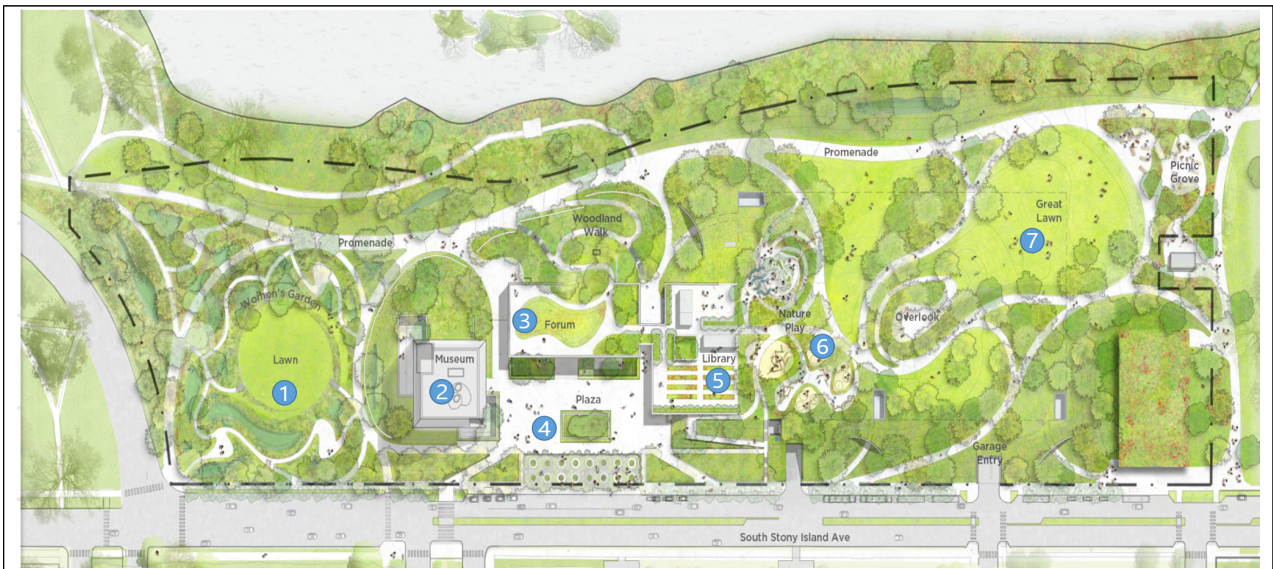 Promenade
Picnic
Grove
Great
Lawn
7
Woodland
Walk
Promenade
Women's Garden
Nature
Play
Overlook
3
Forum
6
Lawn
1
Museum
2
Library
5
Plaza
4
Garage
Entry
South Stony Island Ave